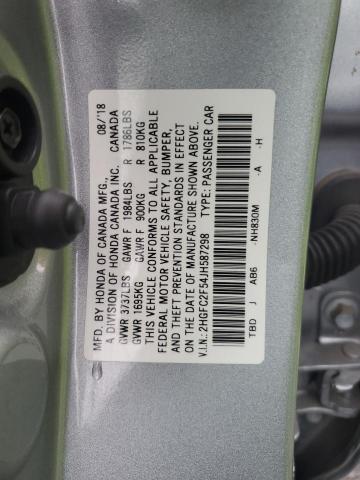 MFD. BY HONDA OF CANADA MFG. 08/'18
A DIVISION OF HONDA CANADA INC. CANADA
GVWR 3737LBS GAWR F 1984LBS R 1786LBS
GVWR 1695KG GAWR F 900KG R 810KG
THIS VEHICLE CONFORMS TO ALL APPLICABLE
FEDERAL MOTOR VEHICLE SAFETY, BUMPER,
AND THEFT PREVENTION STANDARDS IN EFFECT
ON THE DATE OF MANUFACTURE SHOWN ABOVE.
V.I.N.: 2HGFC2F54JH587298 TYPE: PASSENGER CAR
TBD J AB6 -NH830M -A -H